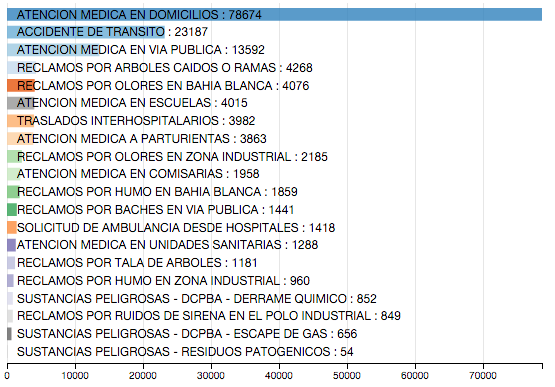 ATENCION MEDICA EN DOMICILIOS : 78674
ACCIDENTE DE TRANSITO : 23187
ATENCION MEDICA EN VIA PUBLICA : 13592
RECLAMOS POR ARBOLES CAIDOS O RAMAS : 4268
RECLAMOS POR OLORES EN BAHIA BLANCA : 4076
ATENCION MEDICA EN ESCUELAS : 4015
TRASLADOS INTERHOSPITALARIOS : 3982
ATENCION MEDICA A PARTURIENTAS : 3863
RECLAMOS POR OLORES EN ZONA INDUSTRIAL : 2185
ATENCION MEDICA EN COMISARIAS : 1958
RECLAMOS POR HUMO EN BAHIA BLANCA : 1859
RECLAMOS POR BACHES EN VIA PUBLICA : 1441
SOLICITUD DE AMBULANCIA DESDE HOSPITALES : 1418
ATENCION MEDICA EN UNIDADES SANITARIAS : 1288
RECLAMOS POR TALA DE ARBOLES : 1181
RECLAMOS POR HUMO EN ZONA INDUSTRIAL : 960
SUSTANCIAS PELIGROSAS - DCPBA - DERRAME QUIMICO : 852
RECLAMOS POR RUIDOS DE SIRENA EN EL POLO INDUSTRIAL : 849
SUSTANCIAS PELIGROSAS - DCPBA - ESCAPE DE GAS : 656
SUSTANCIAS PELIGROSAS - RESIDUOS PATOGENICOS : 54
0 10000 20000 30000 40000 50000 60000 70000